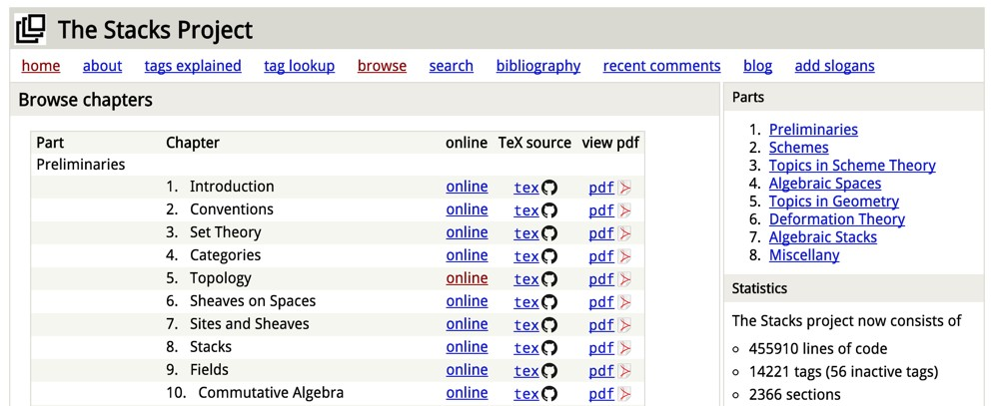 The Stacks Project
home about tags explained tag lookup browse search bibliography recent comments blog add slogans
Browse chapters
Part Chapter online TeX source view pdf
Preliminaries
1. Introduction online tex pdf
2. Conventions online tex pdf
3. Set Theory online tex pdf
4. Categories online tex pdf
5. Topology online tex pdf
6. Sheaves on Spaces online tex pdf
7. Sites and Sheaves online tex pdf
8. Stacks online tex pdf
9. Fields online tex pdf
10. Commutative Algebra online tex pdf
Parts
1. Preliminaries
2. Schemes
3. Topics in Scheme Theory
4. Algebraic Spaces
5. Topics in Geometry
6. Deformation Theory
7. Algebraic Stacks
8. Miscellany
Statistics
The Stacks project now consists of
455910 lines of code
14221 tags (56 inactive tags)
2366 sections